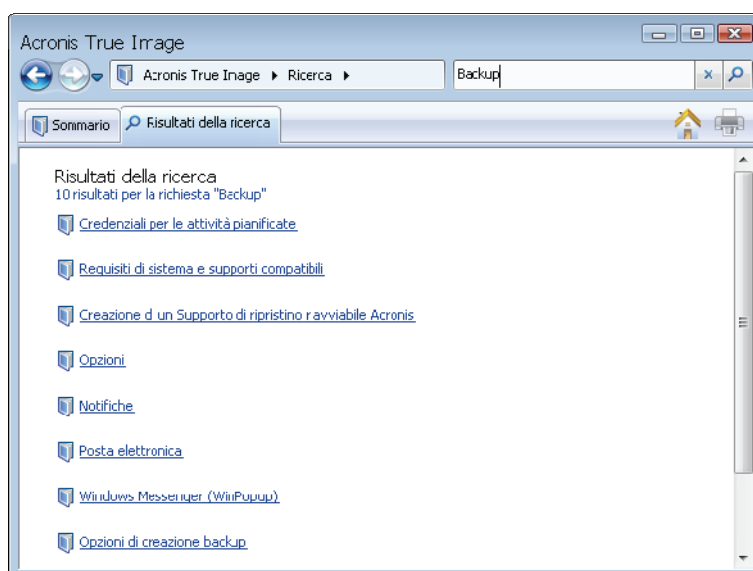 Acronis True Image
Acronis True Image ▸ Ricerca ▸
Backup
Sommario
Risultati della ricerca
Risultati della ricerca
10 risultati per la richiesta "Backup"
Credenziali per le attività pianificate
Requisiti di sistema e supporti compatibili
Creazione d un Supporto di ripristino ravviabile Acronis
Opzioni
Notifiche
Posta elettronica
Windows Messenger (WinPopup)
Opzioni di creazione backup